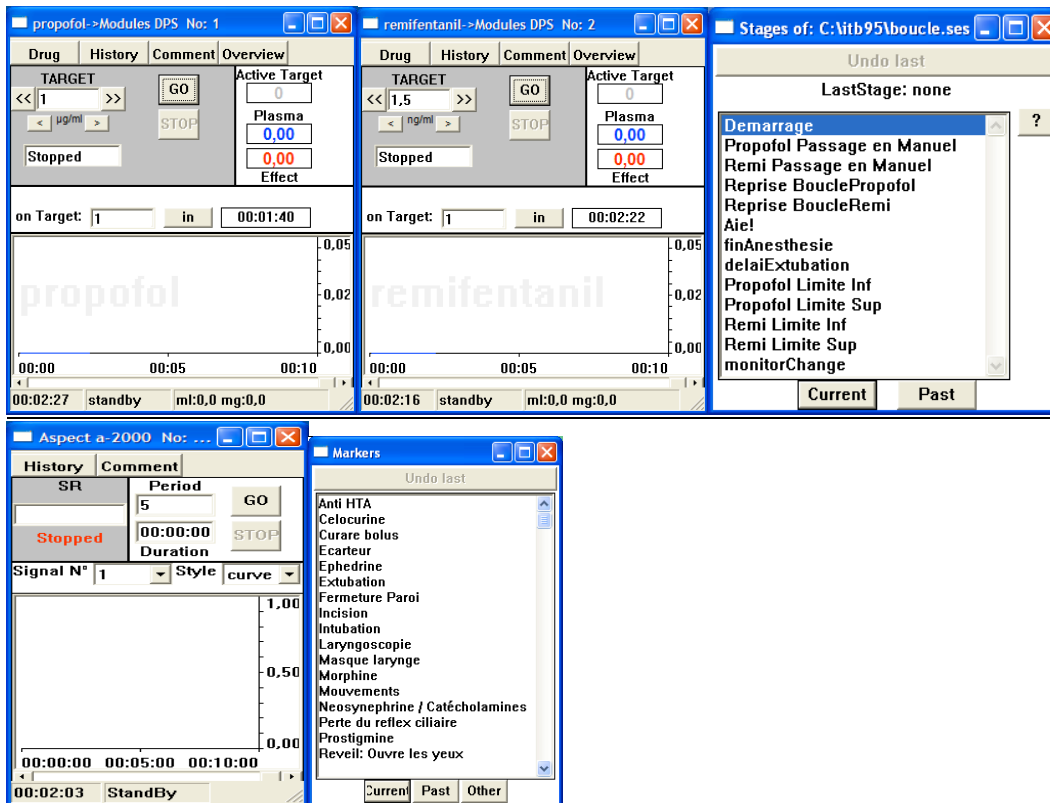 propofol->Modules DPS No: 1
Drug History Comment Overview
TARGET
<< 1 >>
< µg/ml >
GO
STOP
Stopped
Active Target
0
Plasma
0,00
0,00
Effect
on Target: 1 in 00:01:40
propofol
0,05
0,02
0,00
00:00 00:05 00:10
00:02:27 standby ml:0,0 mg:0,0
remifentanil->Modules DPS No: 2
Drug History Comment Overview
TARGET
<< 1,5 >>
< ng/ml >
GO
STOP
Stopped
Active Target
0
Plasma
0,00
0,00
Effect
on Target: 1 in 00:02:22
remifentanil
0,05
0,02
0,00
00:00 00:05 00:10
00:02:16 standby ml:0,0 mg:0,0
Stages of: C:\itb95\boucle.ses
Undo last
LastStage: none
?
Demarrage
Propofol Passage en Manuel
Remi Passage en Manuel
Reprise BouclePropofol
Reprise BoucleRemi
Aie!
finAnesthesie
delaiExtubation
Propofol Limite Inf
Propofol Limite Sup
Remi Limite Inf
Remi Limite Sup
monitorChange
Current Past
Aspect a-2000 No: ...
History Comment
SR
Stopped
Period
5
00:00:00
Duration
GO
STOP
Signal N° 1 Style curve
1,00
0,50
0,00
00:00:00 00:05:00 00:10:00
00:02:03 StandBy
Markers
Undo last
Anti HTA
Celocurine
Curare bolus
Ecarteur
Ephedrine
Extubation
Fermeture Paroi
Incision
Intubation
Laryngoscopie
Masque larynge
Morphine
Mouvements
Neosynephrine / Catécholamines
Perte du reflex ciliaire
Prostigmine
Reveil: Ouvre les yeux
Current Past Other